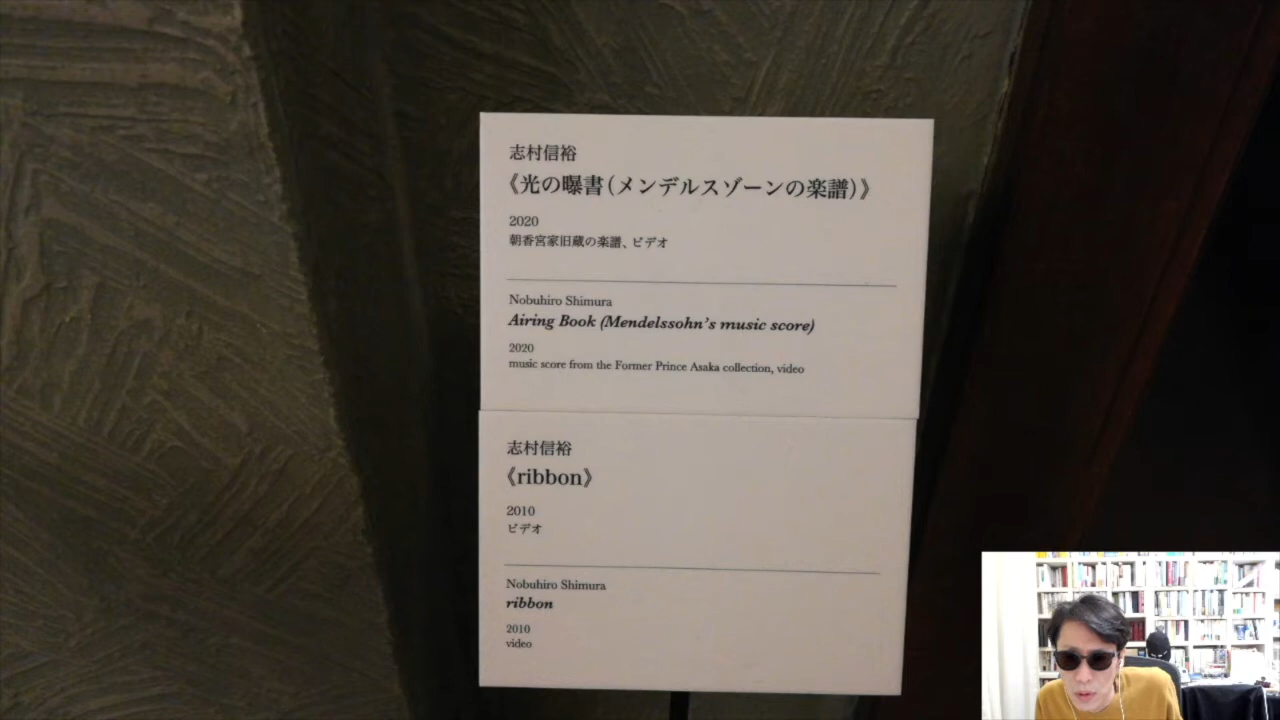 志村信裕
《光の曝書(メンデルスゾーンの楽譜)》
2020
朝香宮家旧蔵の楽譜、ビデオ
Nobuhiro Shimura
Airing Book (Mendelssohn's music score)
2020
music score from the Former Prince Asaka collection, video
志村信裕
《ribbon》
2010
ビデオ
Nobuhiro Shimura
ribbon
2010
video